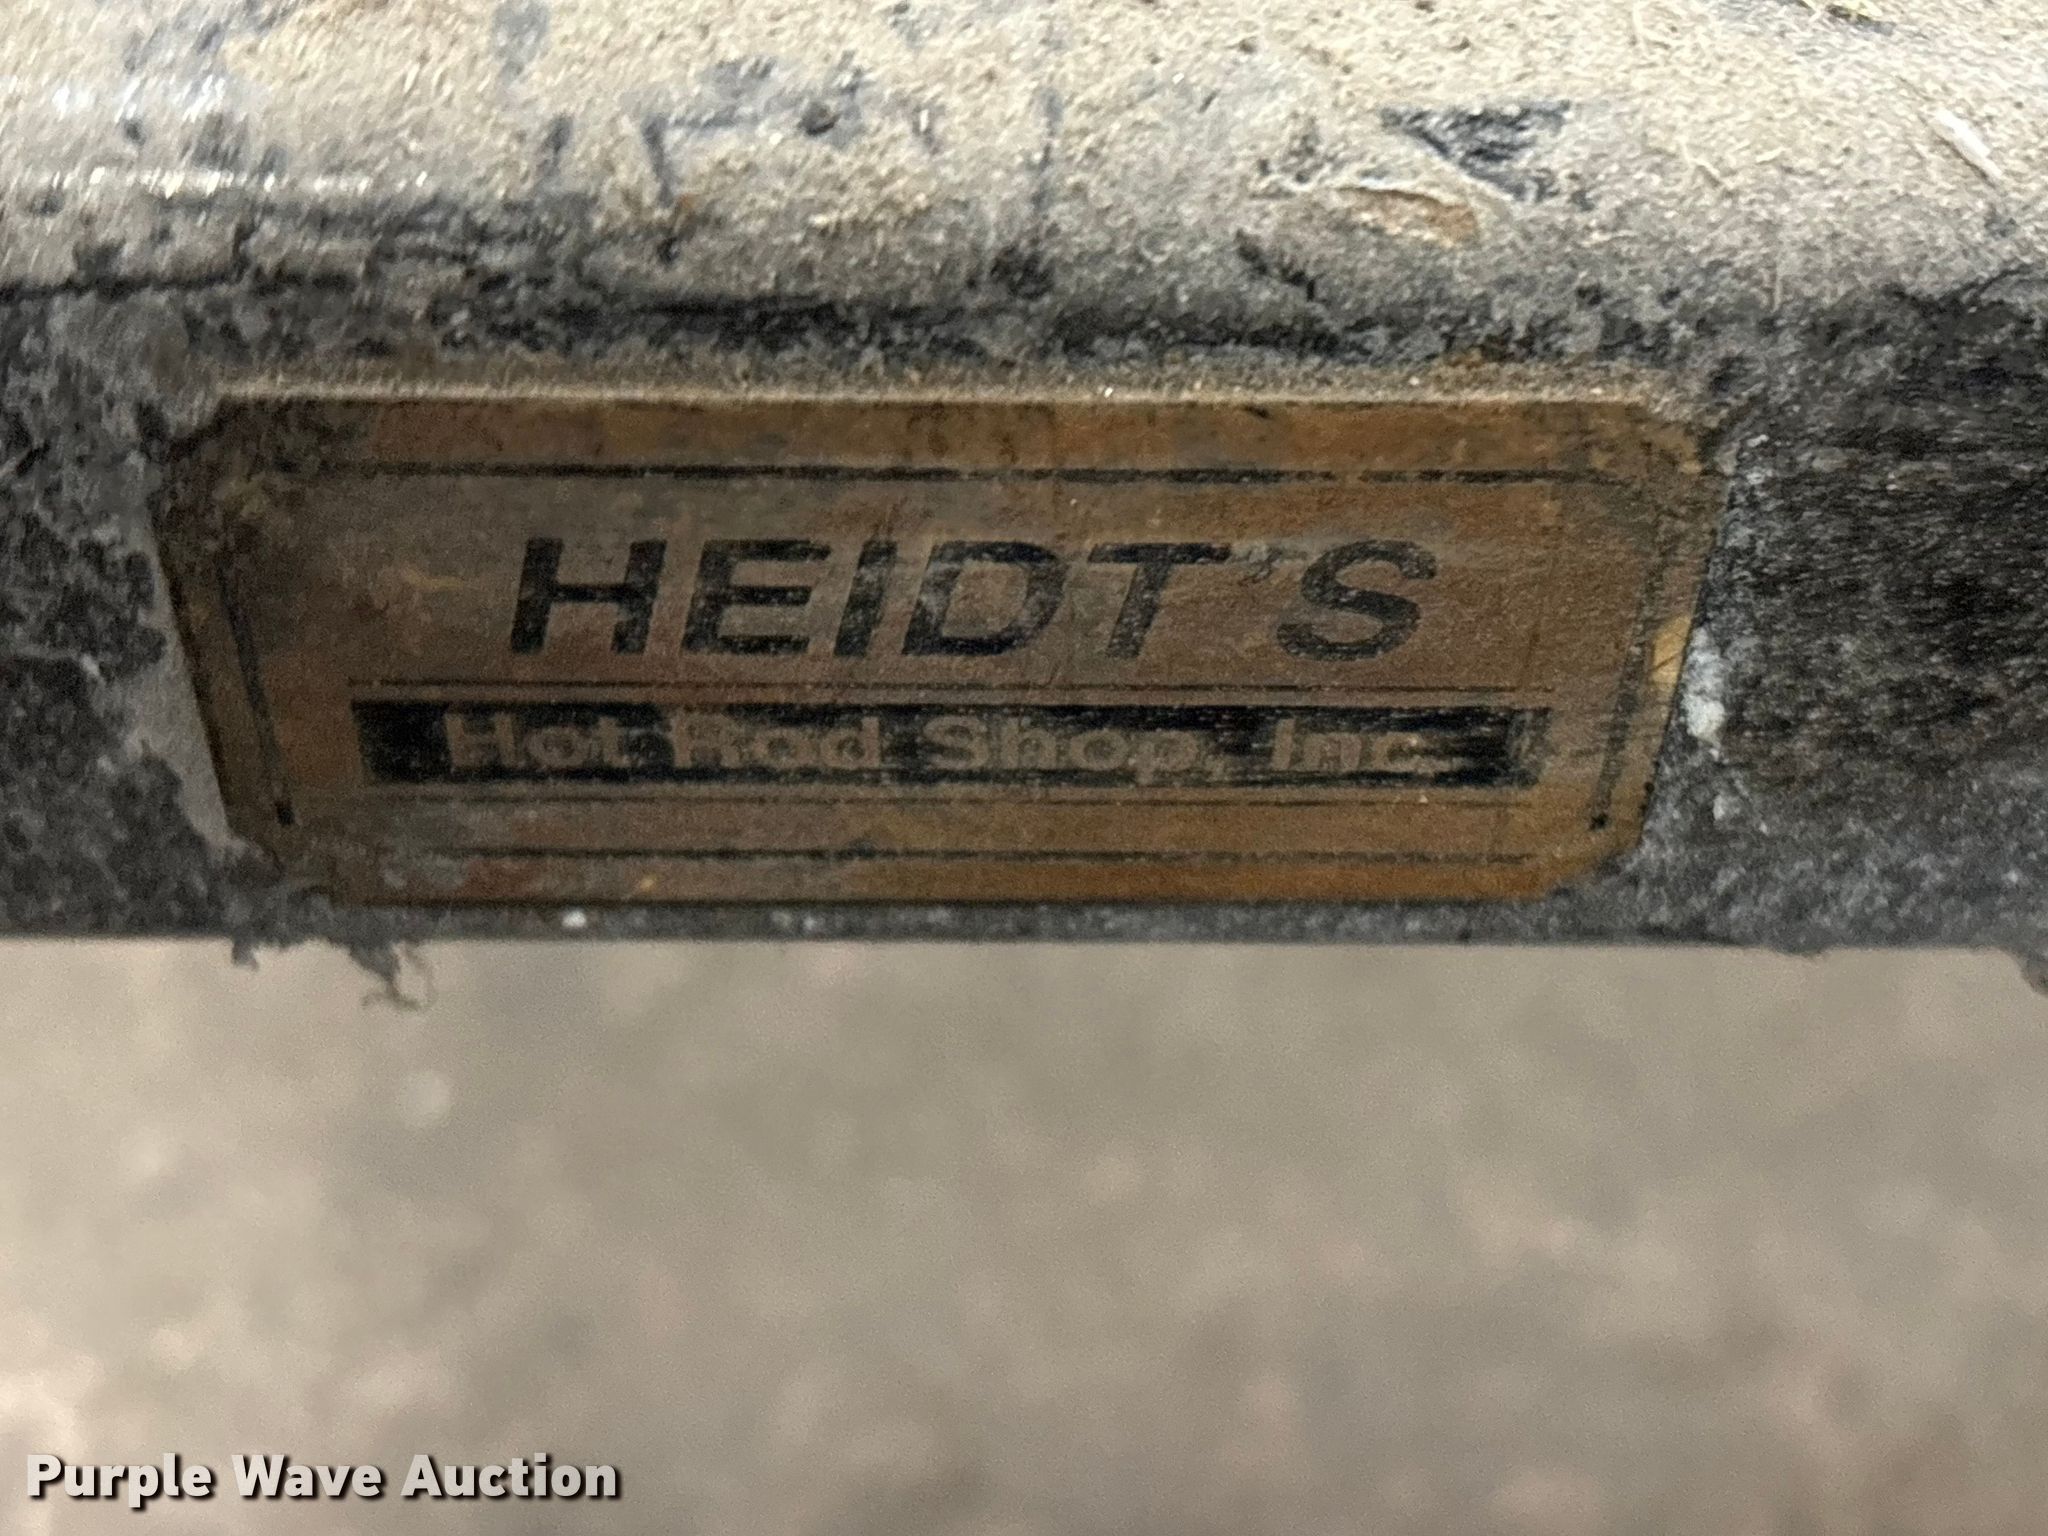 HEIDT'S
Hot Rod Shop, Inc.
Purple Wave Auction